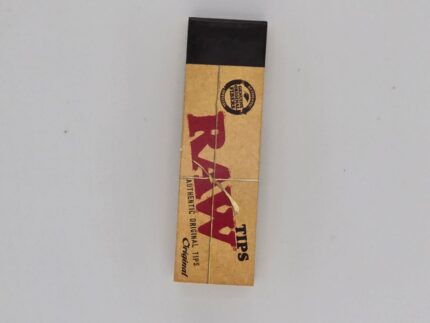 RAW
TIPS
AUTHENTIC ORIGINAL TIPS
Original